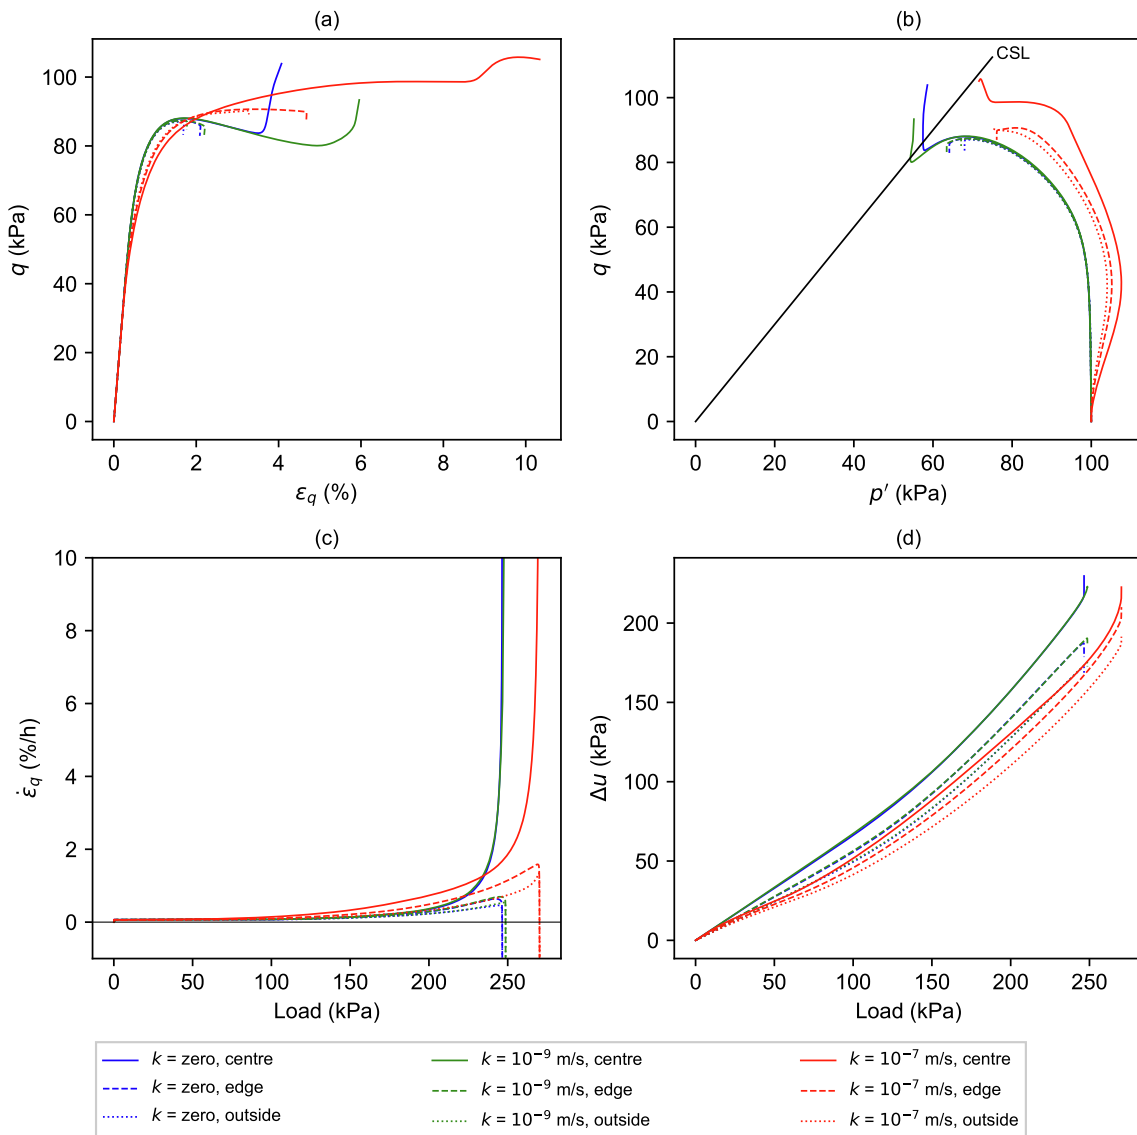 (a)
(b)
100
80
60
40
20
0
q (kPa)
0 2 4 6 8 10
ε_q (%)
CSL
100
80
60
40
20
0
q (kPa)
0 20 40 60 80 100
p′ (kPa)
(c)
(d)
10
8
6
4
2
0
ε̇_q (%/h)
0 50 100 150 200 250
Load (kPa)
200
150
100
50
0
Δu (kPa)
0 50 100 150 200 250
Load (kPa)
k = zero, centre
k = zero, edge
k = zero, outside
k = 10⁻⁹ m/s, centre
k = 10⁻⁹ m/s, edge
k = 10⁻⁹ m/s, outside
k = 10⁻⁷ m/s, centre
k = 10⁻⁷ m/s, edge
k = 10⁻⁷ m/s, outside